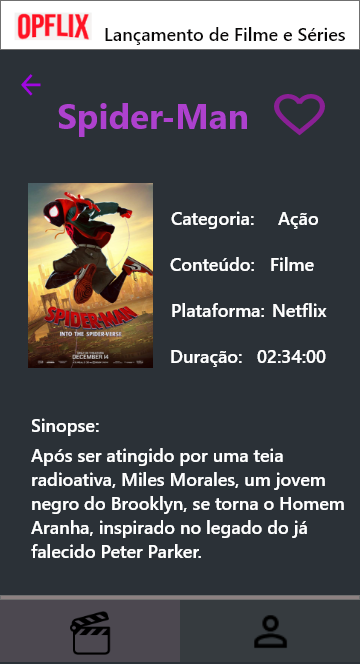 OPFLIX Lançamento de Filme e Séries
Spider-Man
SPIDER-MAN
INTO THE SPIDER-VERSE
DECEMBER 14
Categoria: Ação
Conteúdo: Filme
Plataforma: Netflix
Duração: 02:34:00
Sinopse:
Após ser atingido por uma teia
radioativa, Miles Morales, um jovem
negro do Brooklyn, se torna o Homem
Aranha, inspirado no legado do já
falecido Peter Parker.